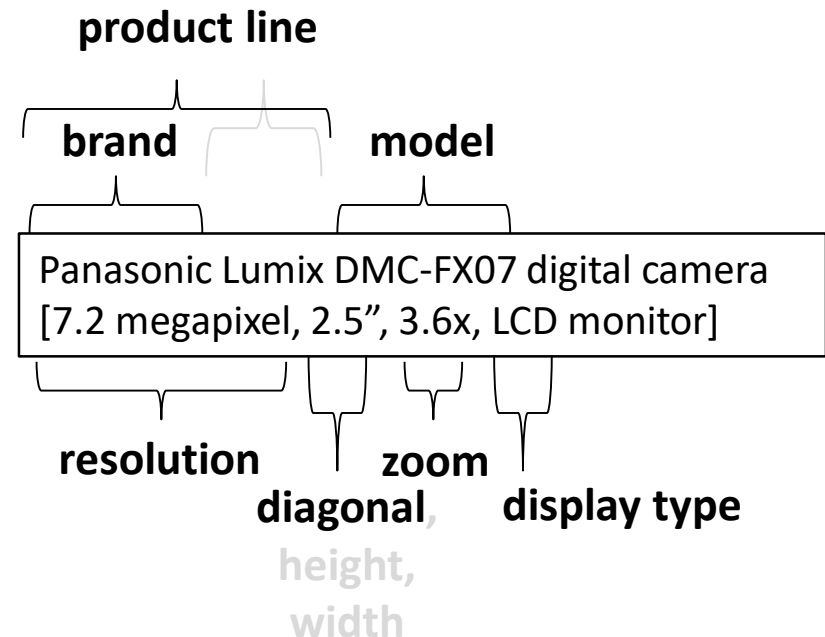 product line
brand
model
Panasonic Lumix DMC-FX07 digital camera
[7.2 megapixel, 2.5”, 3.6x, LCD monitor]
resolution
zoom
diagonal,
display type
height,
width